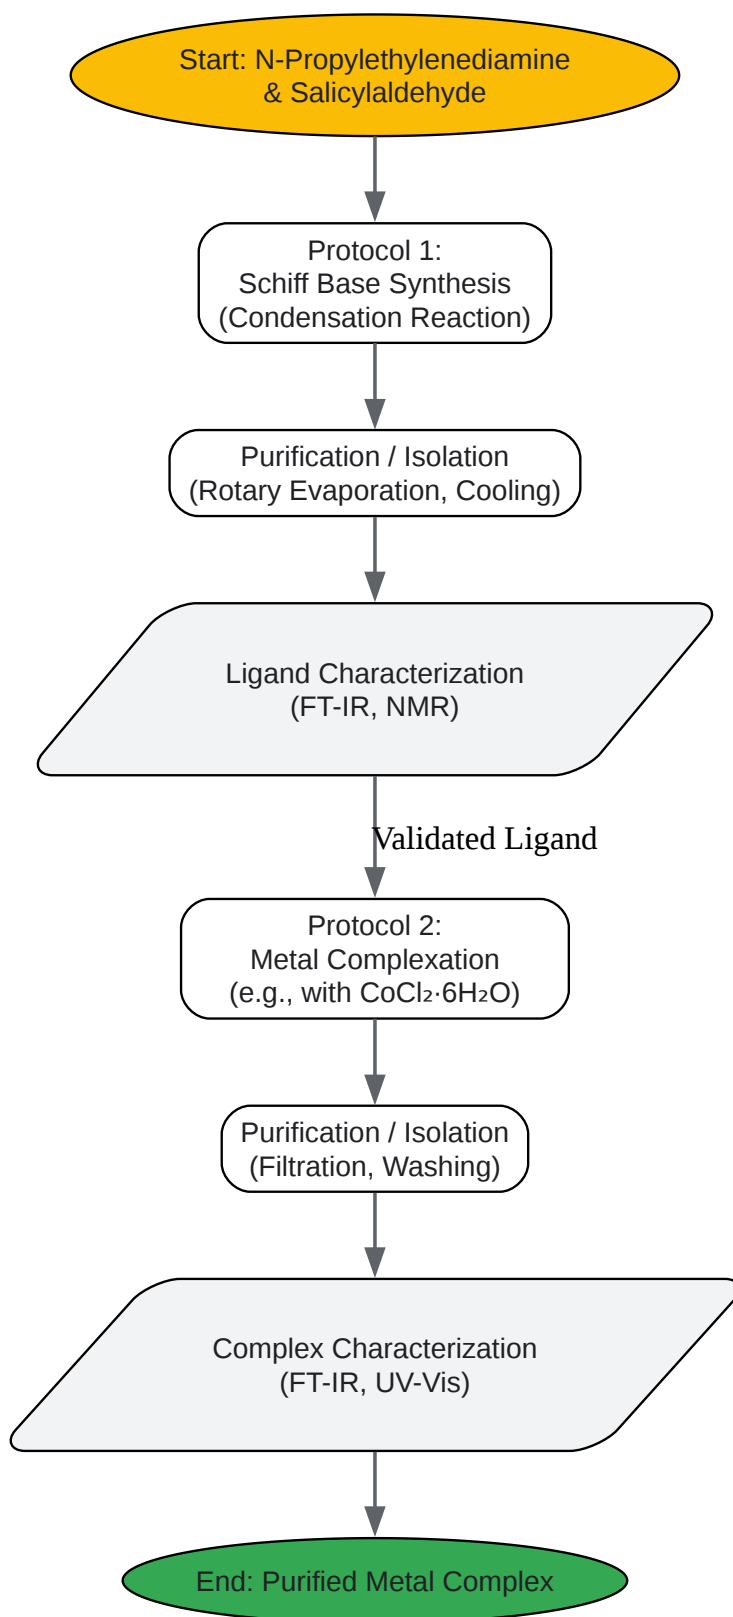 Start: N-Propylethylenediamine
& Salicylaldehyde
Protocol 1:
Schiff Base Synthesis
(Condensation Reaction)
Purification / Isolation
(Rotary Evaporation, Cooling)
Ligand Characterization
(FT-IR, NMR)
Validated Ligand
Protocol 2:
Metal Complexation
(e.g., with CoCl₂·6H₂O)
Purification / Isolation
(Filtration, Washing)
Complex Characterization
(FT-IR, UV-Vis)
End: Purified Metal Complex